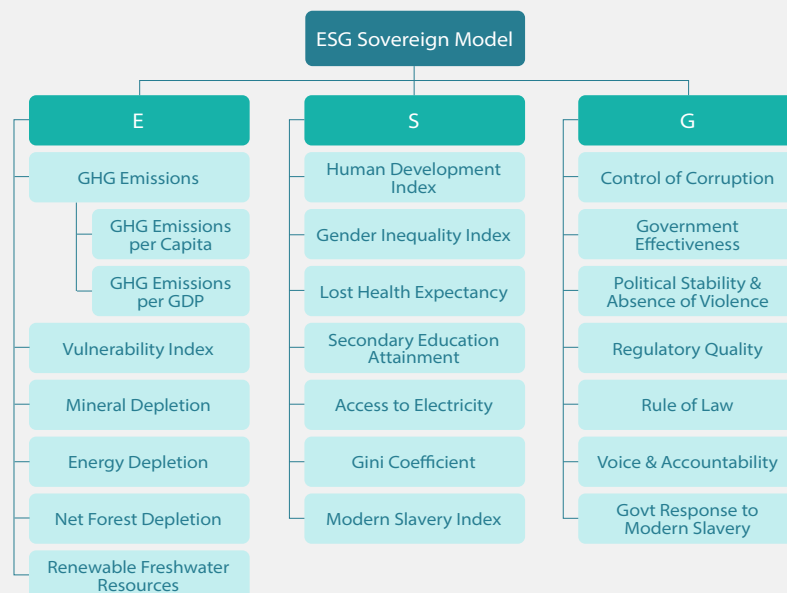 ESG Sovereign Model
E
GHG Emissions
GHG Emissions
per Capita
GHG Emissions
per GDP
Vulnerability Index
Mineral Depletion
Energy Depletion
Net Forest Depletion
Renewable Freshwater
Resources
S
Human Development
Index
Gender Inequality Index
Lost Health Expectancy
Secondary Education
Attainment
Access to Electricity
Gini Coefficient
Modern Slavery Index
G
Control of Corruption
Government
Effectiveness
Political Stability &
Absence of Violence
Regulatory Quality
Rule of Law
Voice & Accountability
Govt Response to
Modern Slavery